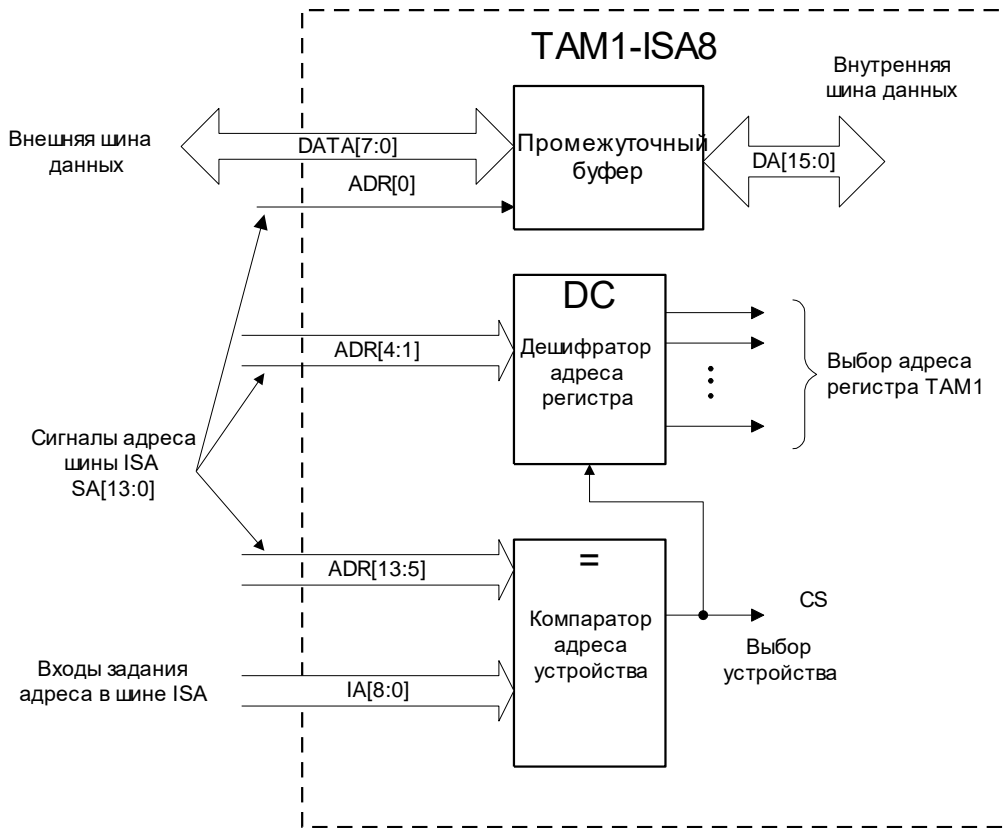 TAM1-ISA8
Внутренняя
шина данных
Внешняя шина
данных
DATA[7:0]
Промежуточный
буфер
DA[15:0]
ADR[0]
DC
ADR[4:1]
Дешифратор
адреса
регистра
Выбор адреса
регистра TAM1
Сигналы адреса
шины ISA
SA[13:0]
ADR[13:5]
=
Компаратор
адреса
устройства
CS
Выбор
устройства
Входы задания
адреса в шине ISA
IA[8:0]